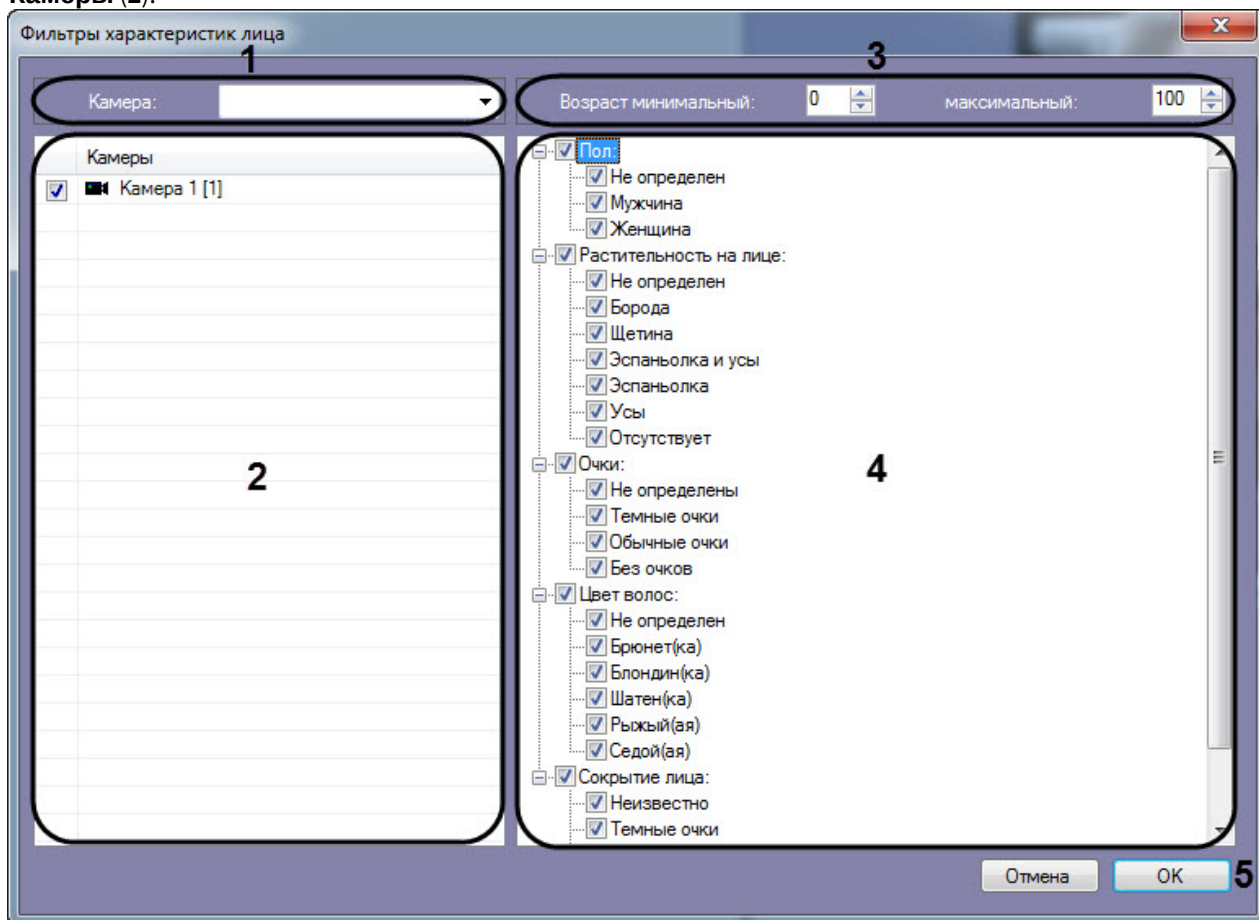 Камеры (2).
Фильтры характеристик лица
1
3
Камера:
Возраст минимальный: 0 максимальный: 100
Камеры
Камера 1 [1]
2
Пол:
Не определен
Мужчина
Женщина
Растительность на лице:
Не определен
Борода
Щетина
Эспаньолка и усы
Эспаньолка
Усы
Отсутствует
Очки:
4
Не определены
Темные очки
Обычные очки
Без очков
Цвет волос:
Не определен
Брюнет(ка)
Блондин(ка)
Шатен(ка)
Рыжый(ая)
Седой(ая)
Сокрытие лица:
Неизвестно
Темные очки
Отмена
OK
5